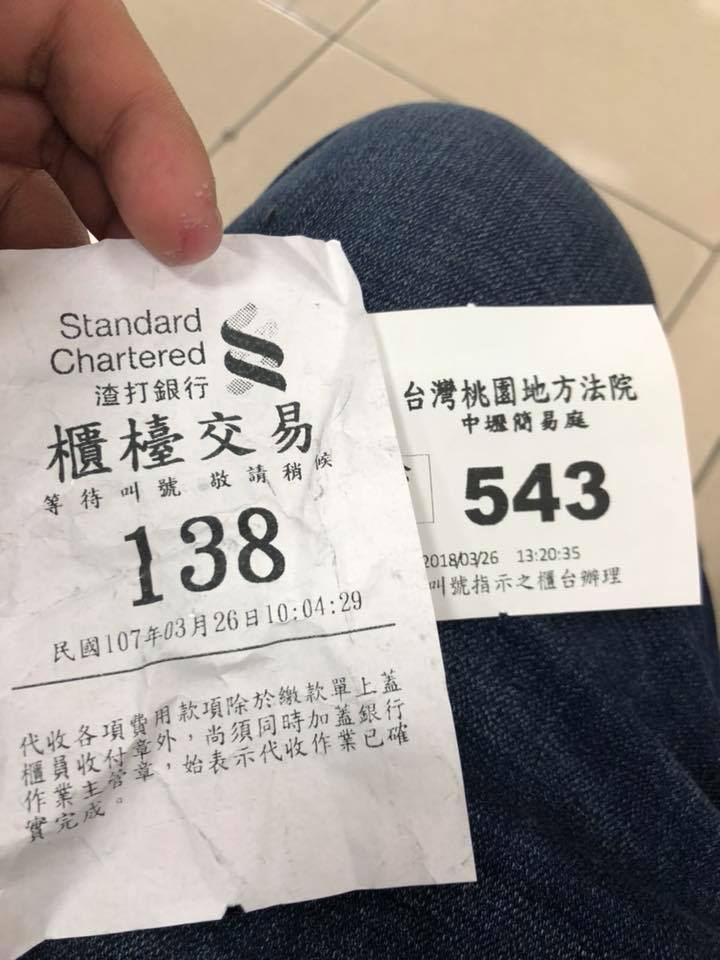 Standard
Chartered
渣打銀行
櫃檯交易
等待叫號 敬請稍候
138
民國107年03月26日10:04:29
代收各項費用款項除於繳款單上蓋
櫃員收付章外，尚須同時加蓋銀行
作業主管章，始表示代收作業已確
實完成。
台灣桃園地方法院
中壢簡易庭
543
2018/03/26 13:20:35
叫號指示之櫃台辦理